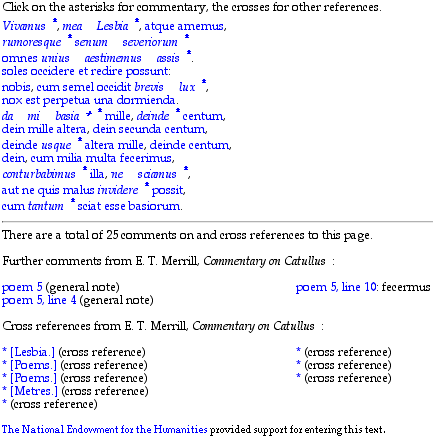 Click on the asterisks for commentary, the crosses for other references.
Vivamus *, mea Lesbia *, atque amemus,
rumoresque * senum severiorum *
omnes unius aestimemus assis *.
soles occidere et redire possunt:
nobis, cum semel occidit brevis lux *,
nox est perpetua una dormienda.
da mi basia * mille, deinde * centum,
dein mille altera, dein secunda centum,
deinde usque * altera mille, deinde centum,
dein, cum milia multa fecerimus,
conturbabimus * illa, ne sciamus *,
aut ne quis malus invidere * possit,
cum tantum * sciat esse basiorum.
There are a total of 25 comments on and cross references to this page.
Further comments from E. T. Merrill, Commentary on Catullus :
poem 5 (general note) poem 5, line 10: fecermus
poem 5, line 4 (general note)
Cross references from E. T. Merrill, Commentary on Catullus :
* [Lesbia.] (cross reference) * (cross reference)
* [Poems.] (cross reference) * (cross reference)
* [Poems.] (cross reference) * (cross reference)
* [Metres.] (cross reference)
* (cross reference)
The National Endowment for the Humanities provided support for entering this text.